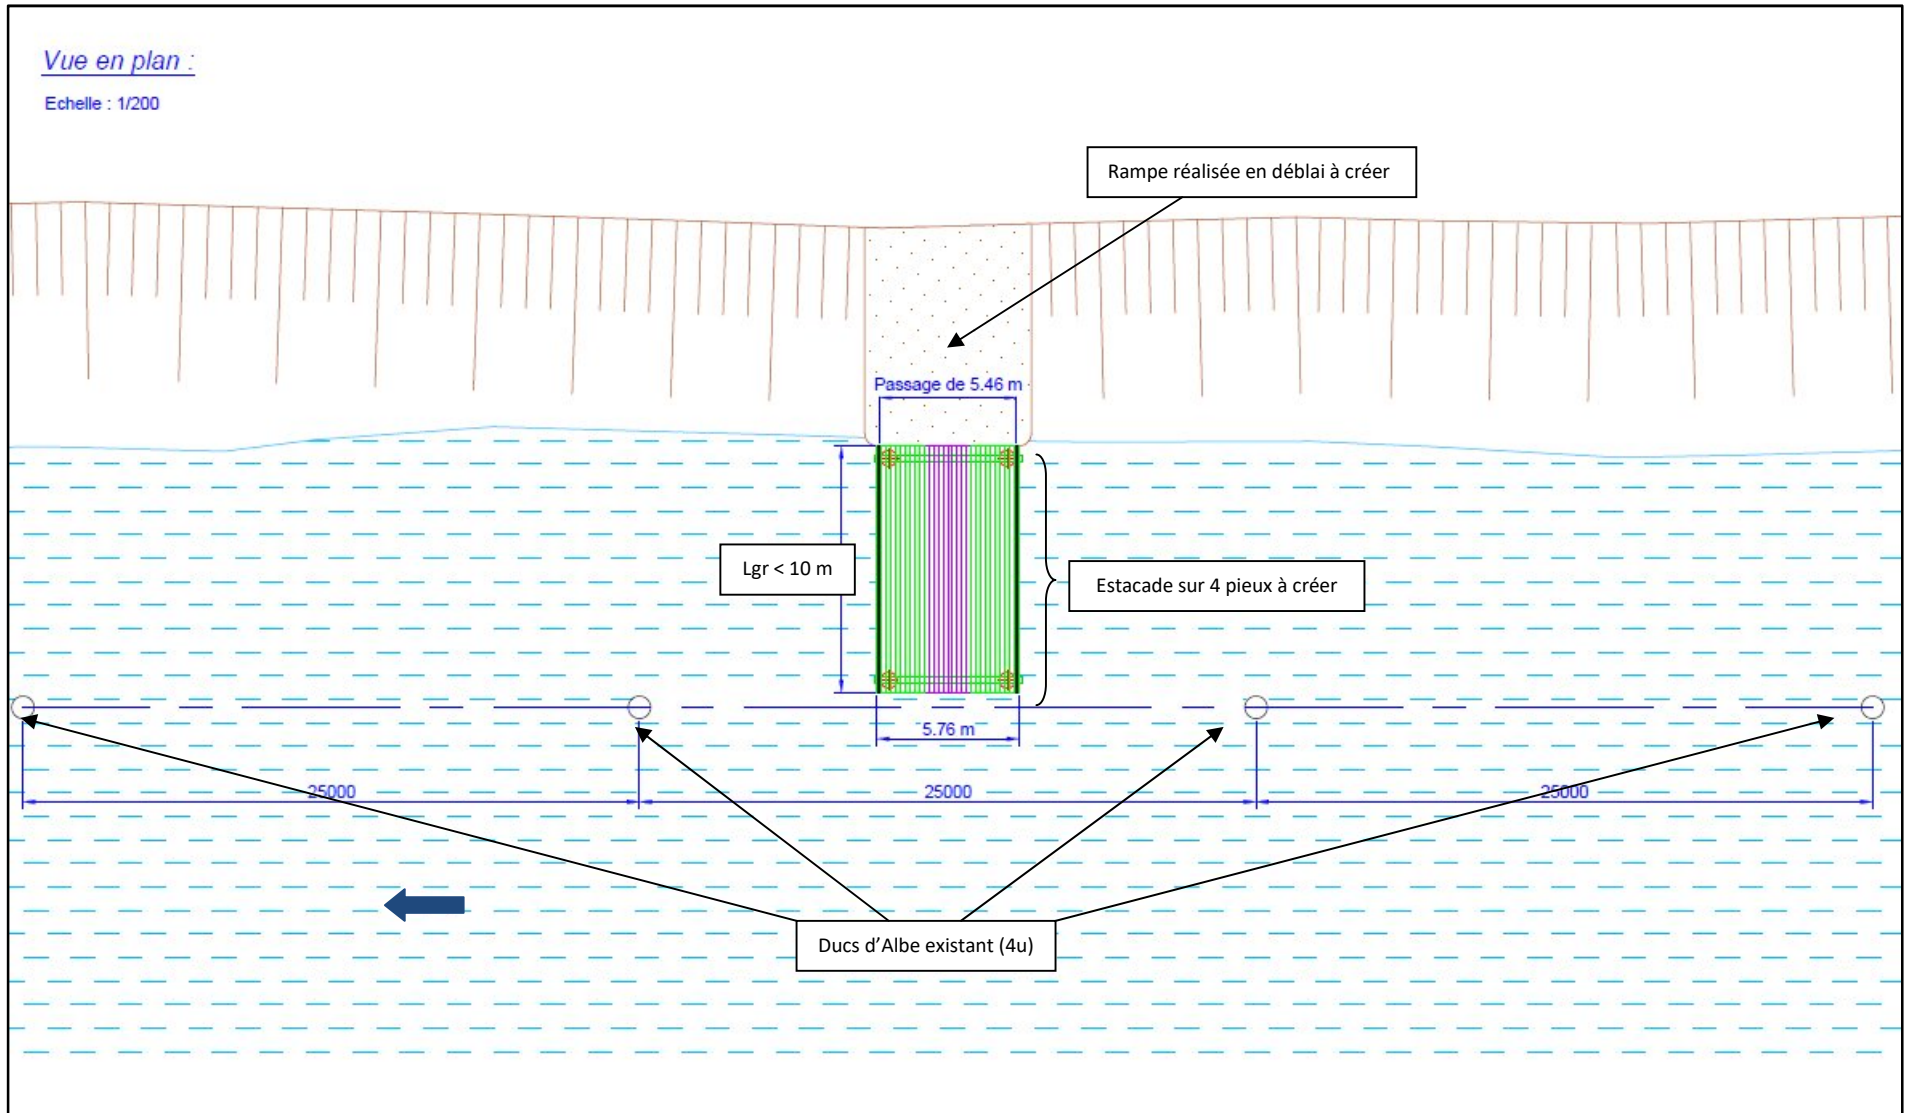 Vue en plan :
Echelle : 1/200
Rampe réalisée en déblai à créer
Passage de 5.46 m
Lgr < 10 m
Estacade sur 4 pieux à créer
5.76 m
25000
25000
25000
Ducs d’Albe existant (4u)